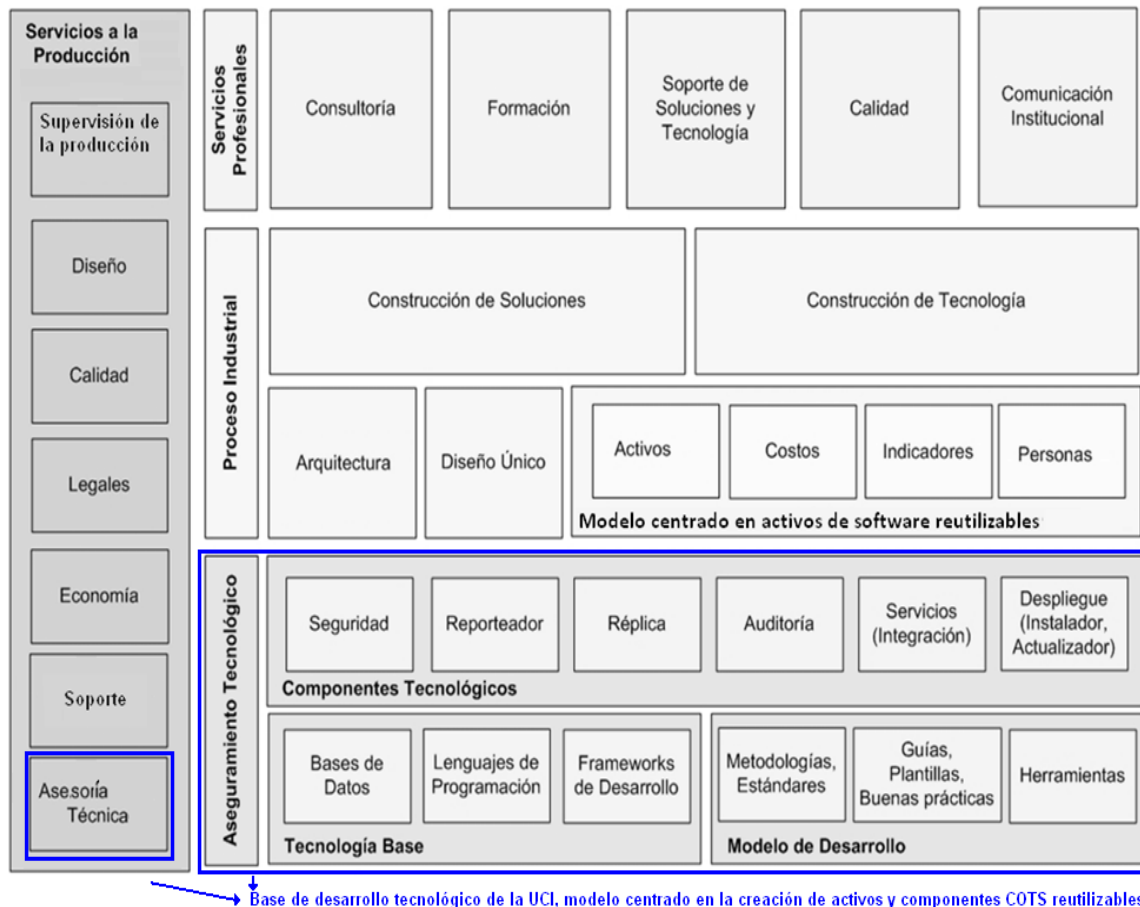 Servicios a la
Producción
Supervisión de
la producción
Diseño
Calidad
Legales
Economía
Soporte
Asesoría
Técnica
Servicios
Profesionales
Consultoría
Formación
Soporte de
Soluciones y
Tecnología
Calidad
Comunicación
Institucional
Proceso Industrial
Construcción de Soluciones
Construcción de Tecnología
Arquitectura
Diseño Único
Activos
Costos
Indicadores
Personas
Modelo centrado en activos de software reutilizables
Aseguramiento Tecnológico
Seguridad
Reporteador
Réplica
Auditoría
Servicios
(Integración)
Despliegue
(Instalador,
Actualizador)
Componentes Tecnológicos
Bases de
Datos
Lenguajes de
Programación
Frameworks
de Desarrollo
Tecnología Base
Metodologías,
Estándares
Guías,
Plantillas,
Buenas prácticas
Herramientas
Modelo de Desarrollo
Base de desarrollo tecnológico de la UCI, modelo centrado en la creación de activos y componentes COTS reutilizables